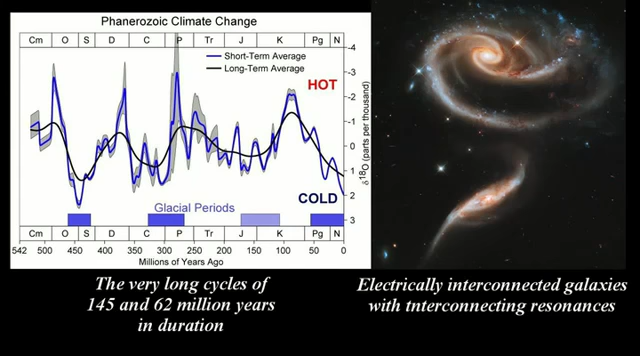 Phanerozoic Climate Change
Cm O S D C P Tr J K Pg N
Short-Term Average
Long-Term Average
HOT
-4
-3
-2
-1
0
1
2
3
δ18O (parts per thousand)
COLD
Glacial Periods
Cm O S D C P Tr J K Pg N
542 500 450 400 350 300 250 200 150 100 50 0
Millions of Years Ago
The very long cycles of
145 and 62 million years
in duration
Electrically interconnected galaxies
with tnterconnecting resonances